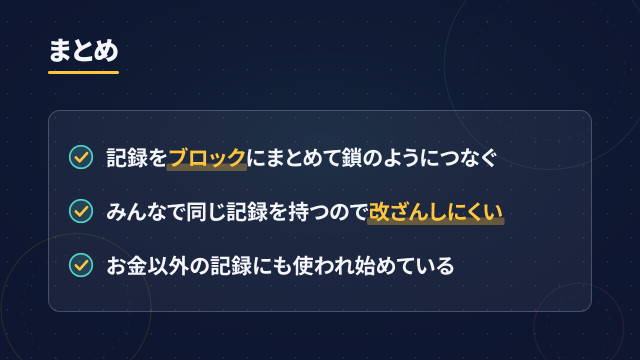 まとめ
記録をブロックにまとめて鎖のようにつなぐ
みんなで同じ記録を持つので改ざんしにくい
お金以外の記録にも使われ始めている